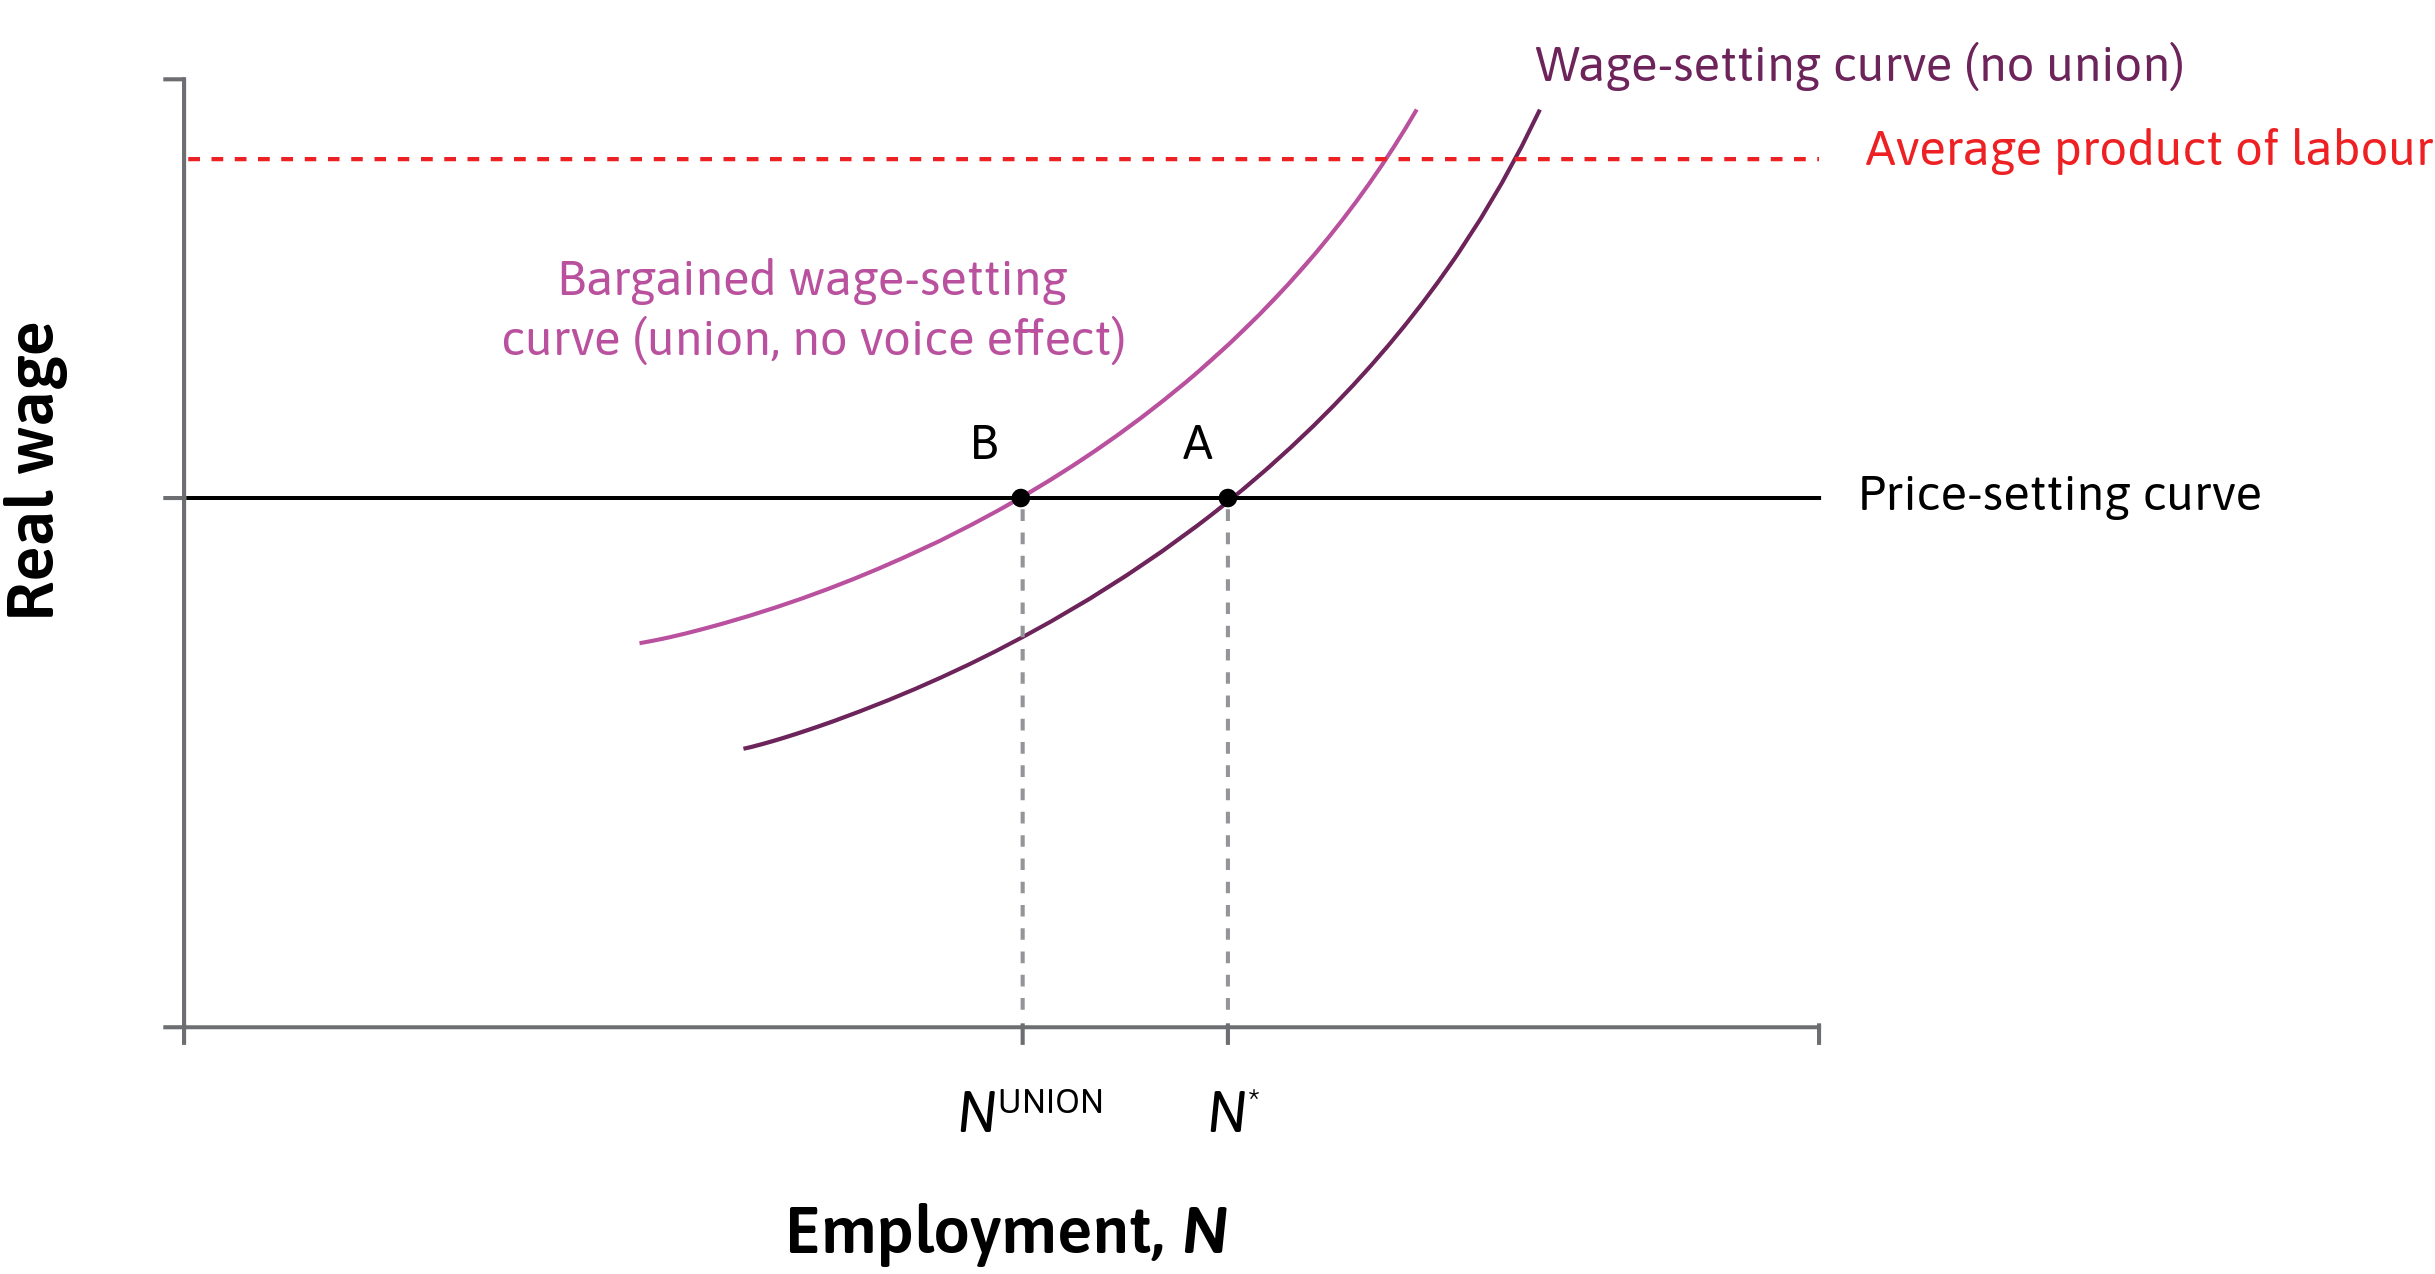 Wage-setting curve (no union)
Average product of labour
Bargained wage-setting
curve (union, no voice effect)
Real wage
B
A
Price-setting curve
N^UNION
N^*
Employment, N